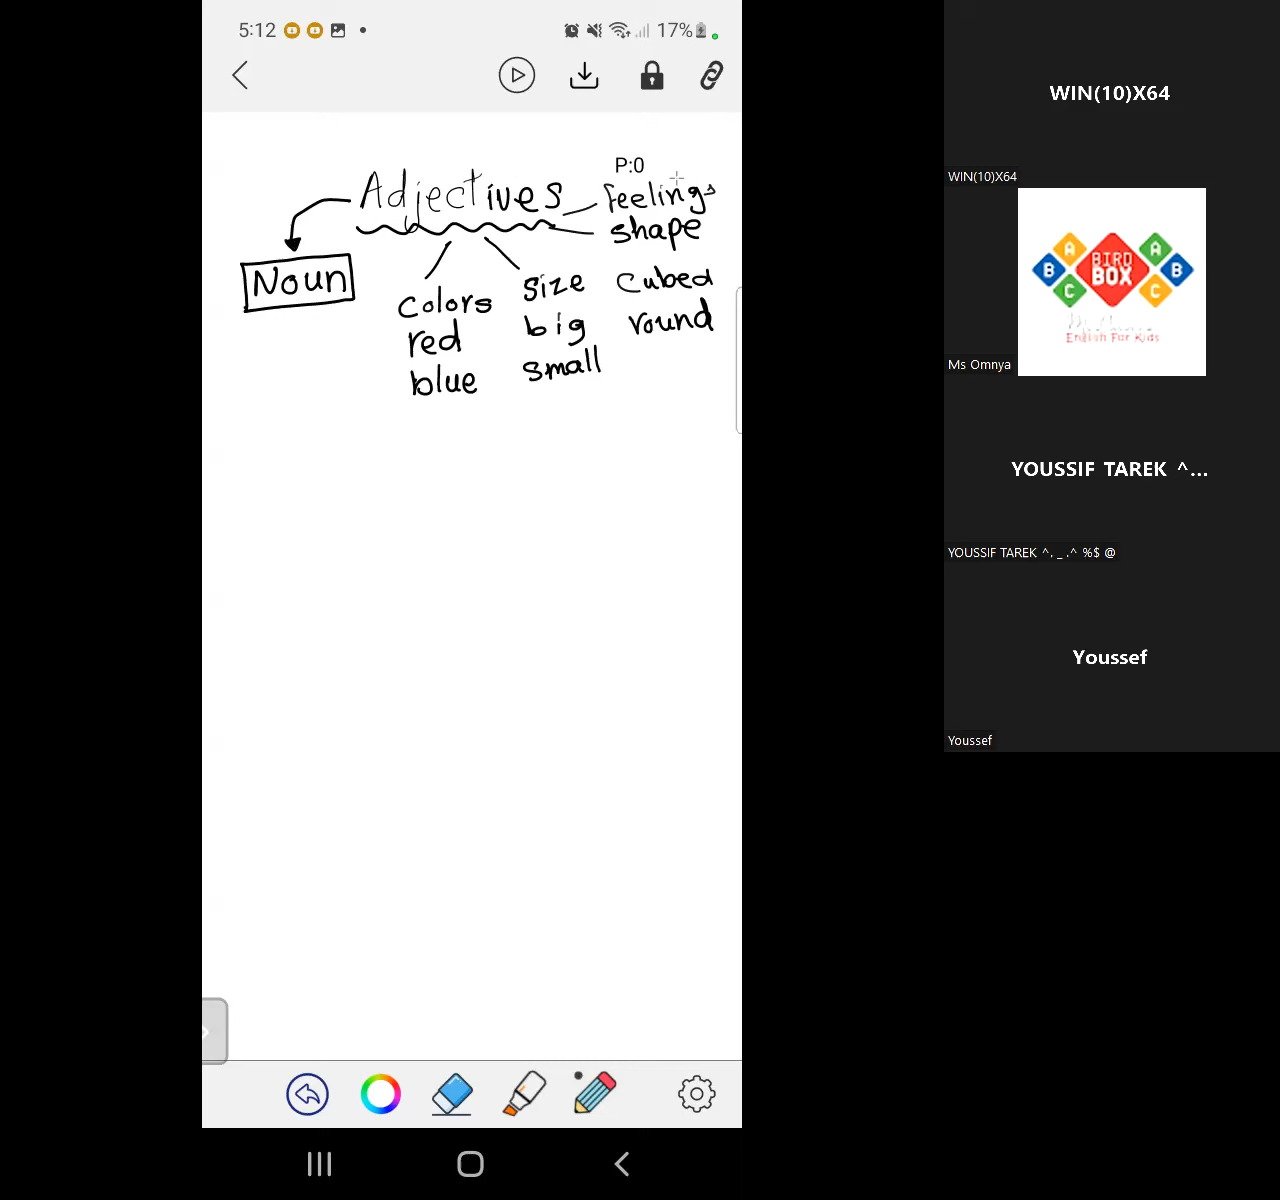 5:12
17%
P:0
Adjectives
feelings
shape
Noun
colors
red
blue
size
big
small
cubed
round
WIN(10)X64
WIN(10)X64
A
B
C
BIRD
BOX
A
B
C
English For Kids
Ms Omnya
YOUSSIF TAREK ^...
YOUSSIF TAREK ^. _ .^ %$ @
Youssef
Youssef